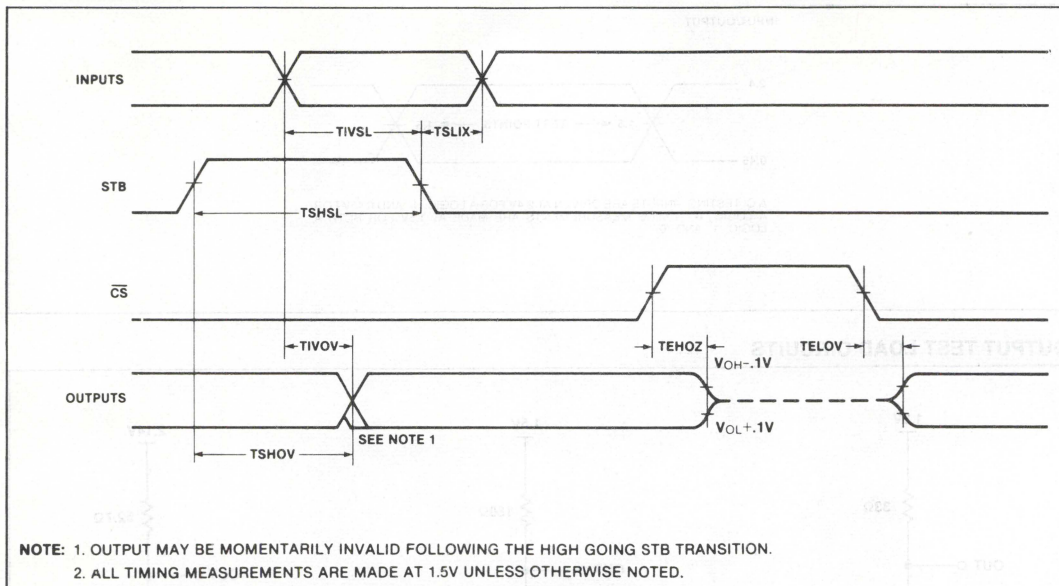 INPUTS
TIVSL
TSLIX
STB
TSHSL
CS
TIVOV
TEHOZ
TELOV
VOH-.1V
OUTPUTS
VOL+.1V
SEE NOTE 1
TSHOV
NOTE: 1. OUTPUT MAY BE MOMENTARILY INVALID FOLLOWING THE HIGH GOING STB TRANSITION.
2. ALL TIMING MEASUREMENTS ARE MADE AT 1.5V UNLESS OTHERWISE NOTED.